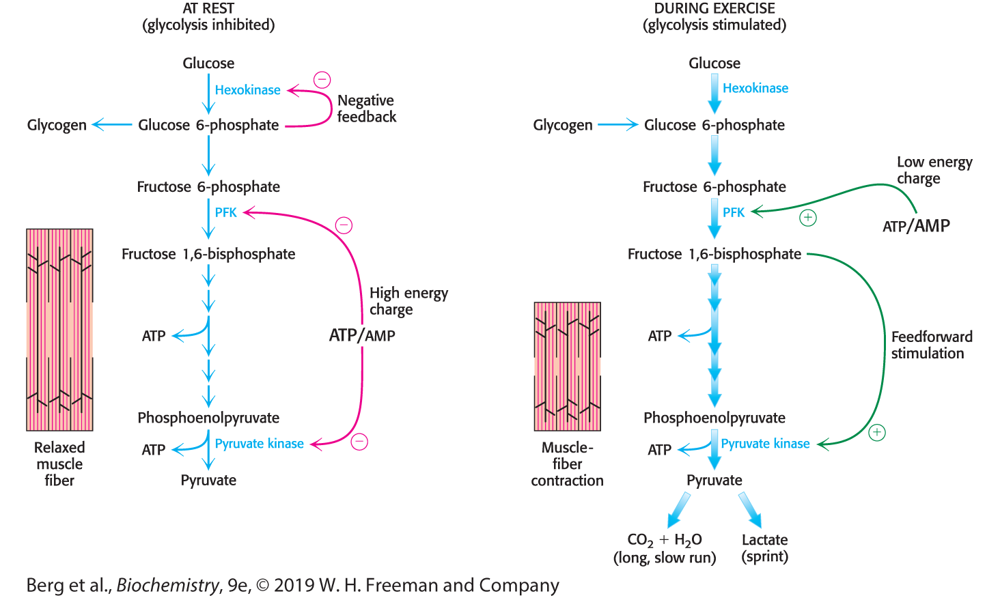 AT REST
(glycolysis inhibited)
Glucose
Hexokinase
−
Negative
feedback
Glycogen
Glucose 6-phosphate
Fructose 6-phosphate
PFK
−
Fructose 1,6-bisphosphate
High energy
charge
ATP
ATP/AMP
Phosphoenolpyruvate
ATP
Pyruvate kinase
−
Pyruvate
Relaxed
muscle
fiber
DURING EXERCISE
(glycolysis stimulated)
Glucose
Hexokinase
Glycogen
Glucose 6-phosphate
Low energy
charge
Fructose 6-phosphate
PFK
+
ATP/AMP
Fructose 1,6-bisphosphate
ATP
Feedforward
stimulation
Phosphoenolpyruvate
+
ATP
Pyruvate kinase
Pyruvate
Muscle-
fiber
contraction
CO₂ + H₂O
(long, slow run)
Lactate
(sprint)
Berg et al., Biochemistry, 9e, © 2019 W. H. Freeman and Company